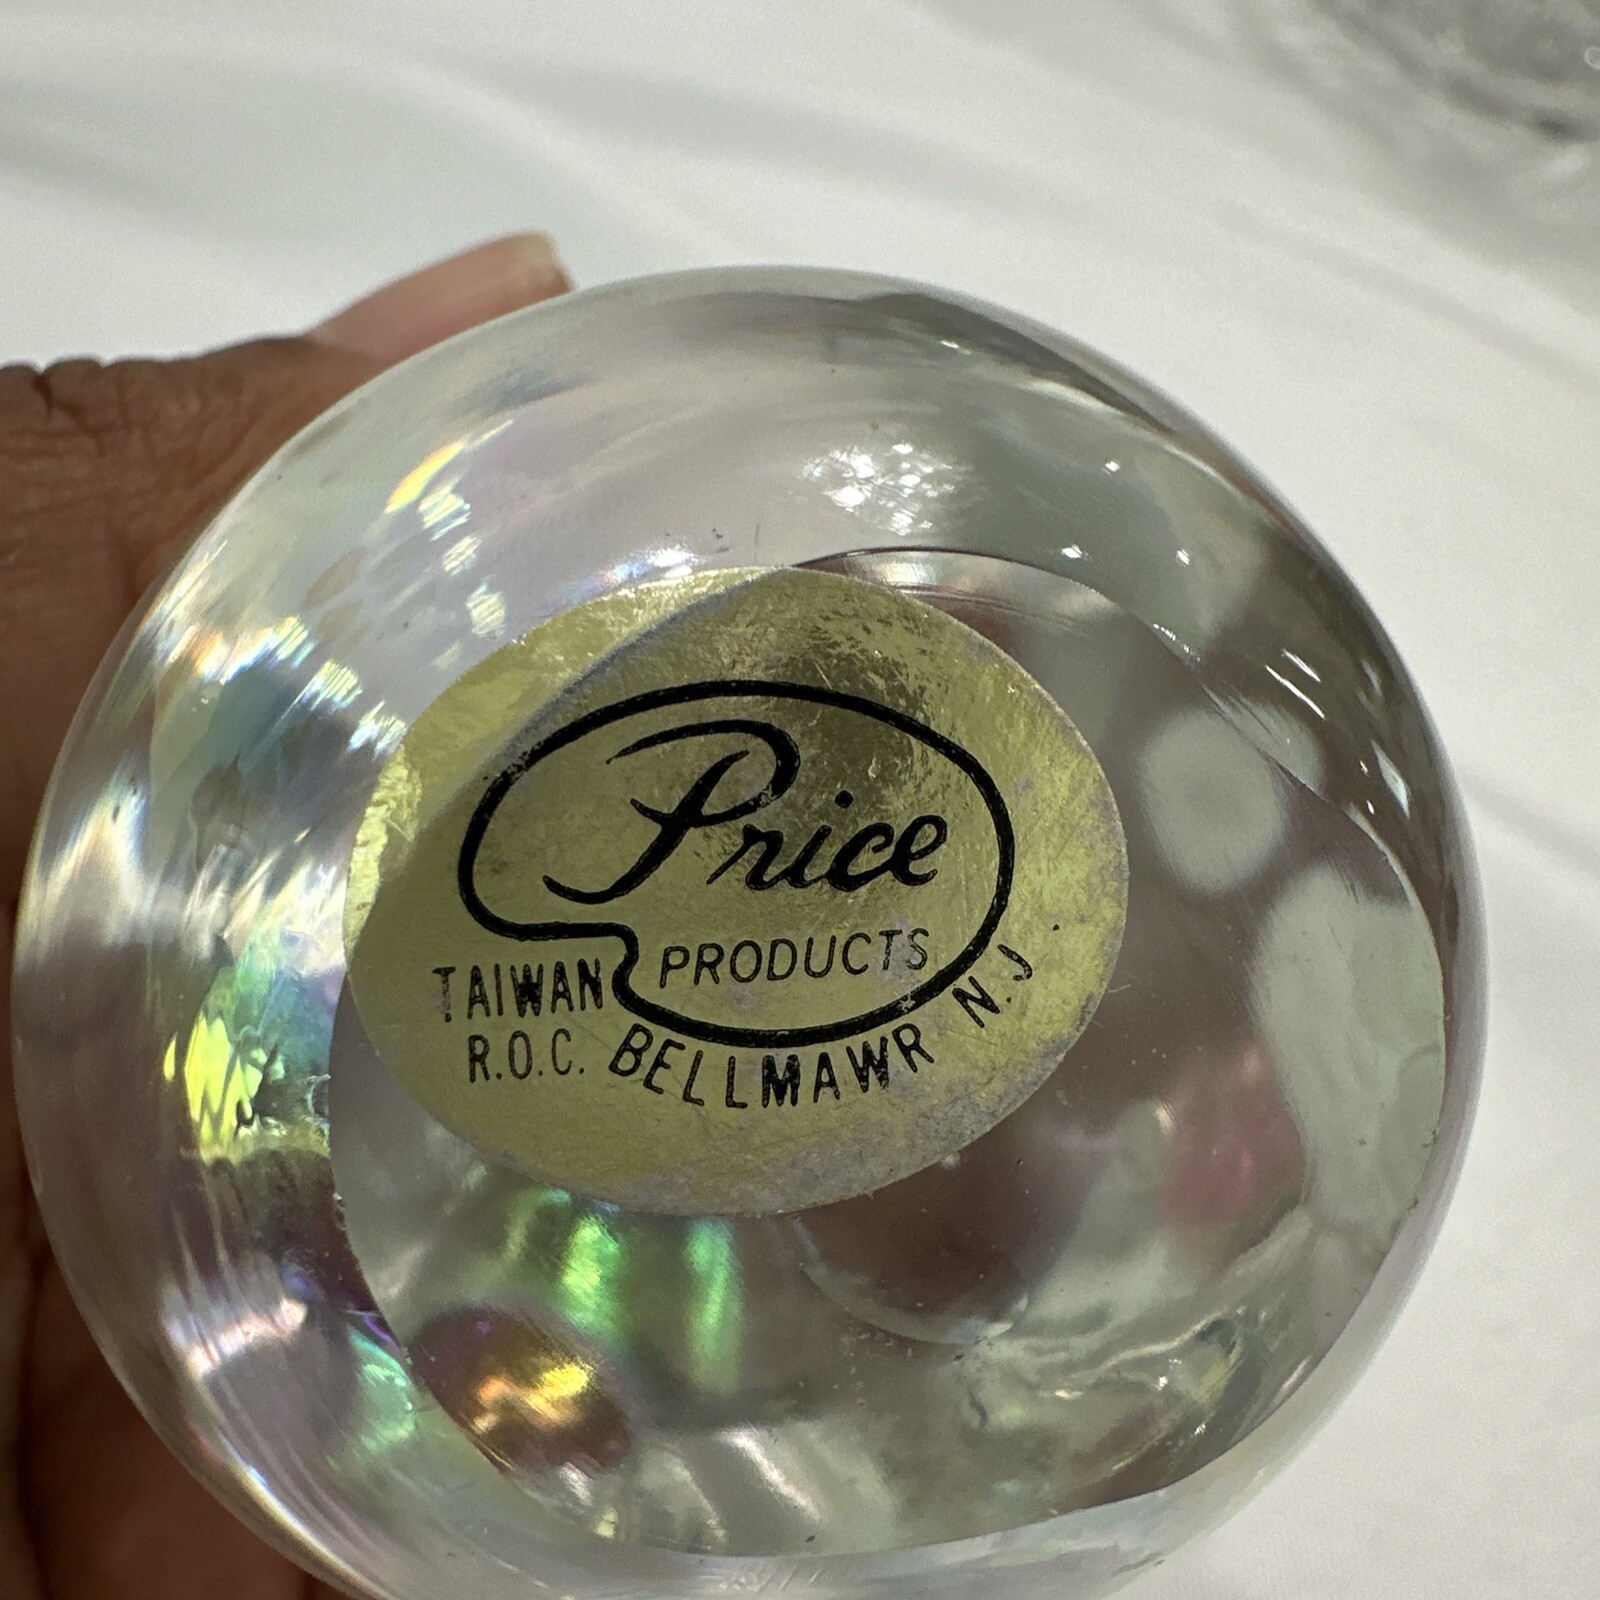 Price
PRODUCTS
TAIWAN
R.O.C.
BELLMAWR N.J.